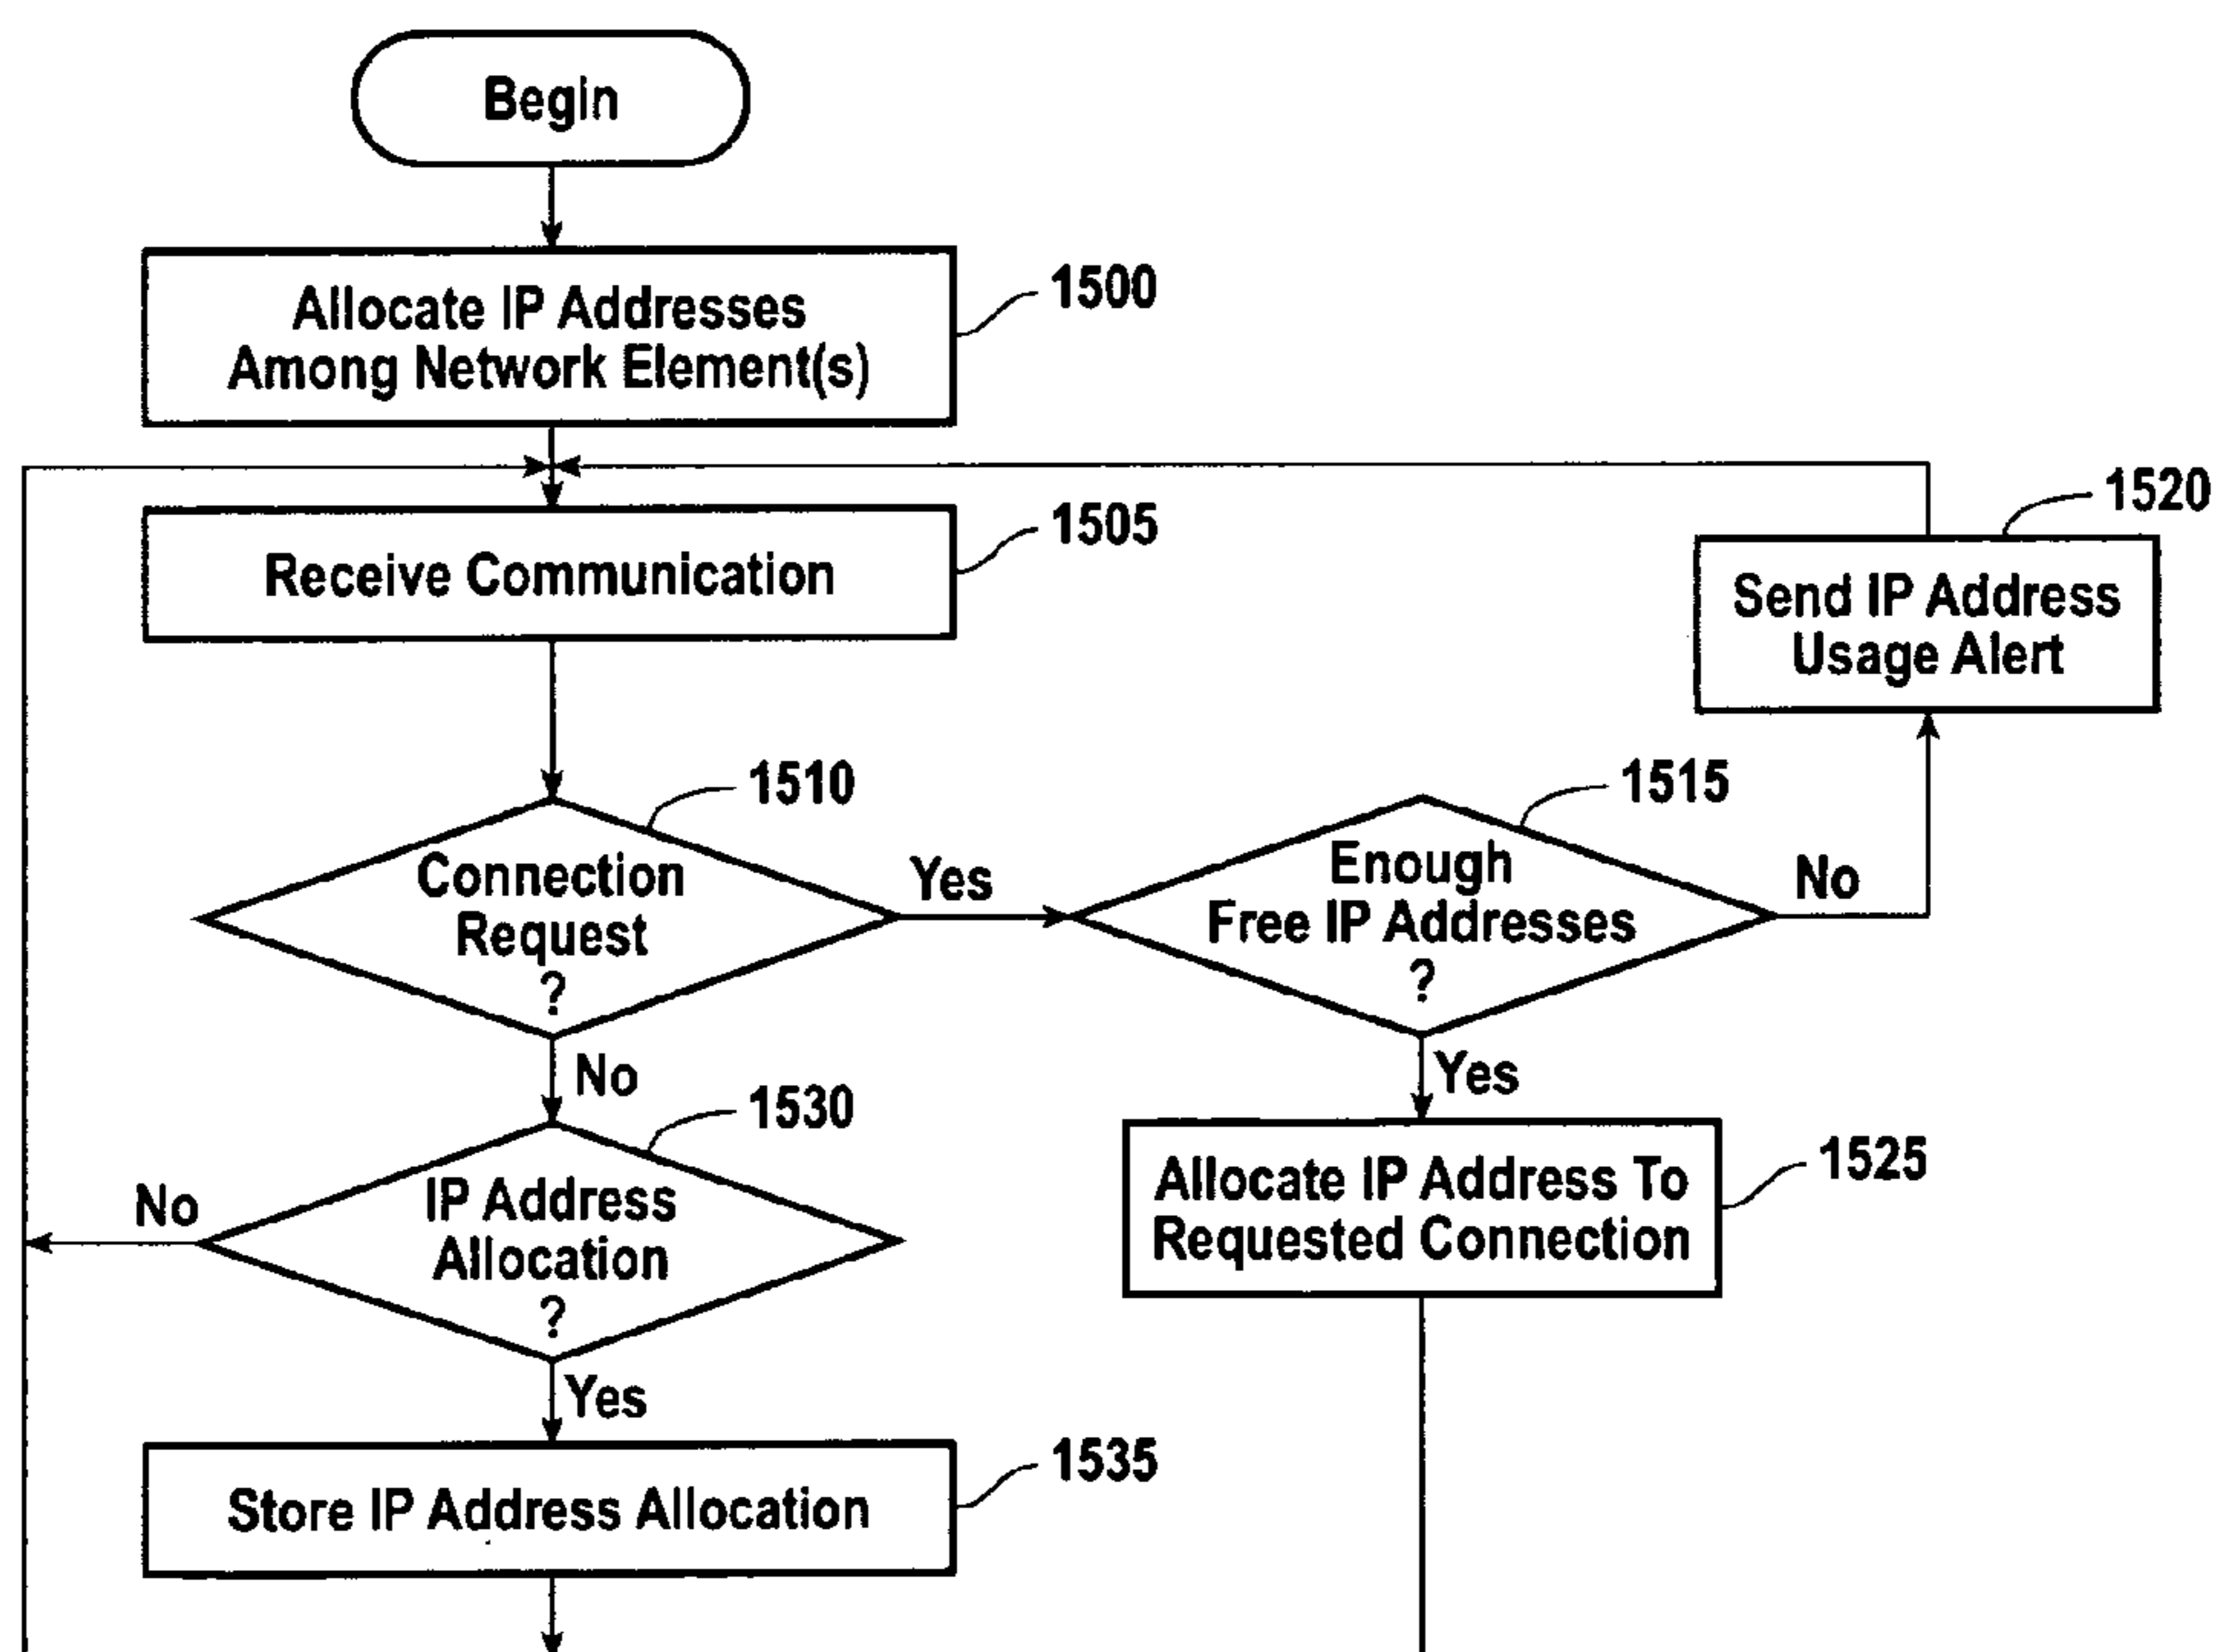 Begin
Allocate IP Addresses
Among Network Element(s)
1500
Receive Communication
1505
Send IP Address
Usage Alert
1520
Connection
Request
?
1510
Yes
Enough
Free IP Addresses
?
1515
No
No
Yes
IP Address
Allocation
?
1530
No
Allocate IP Address To
Requested Connection
1525
Yes
Store IP Address Allocation
1535